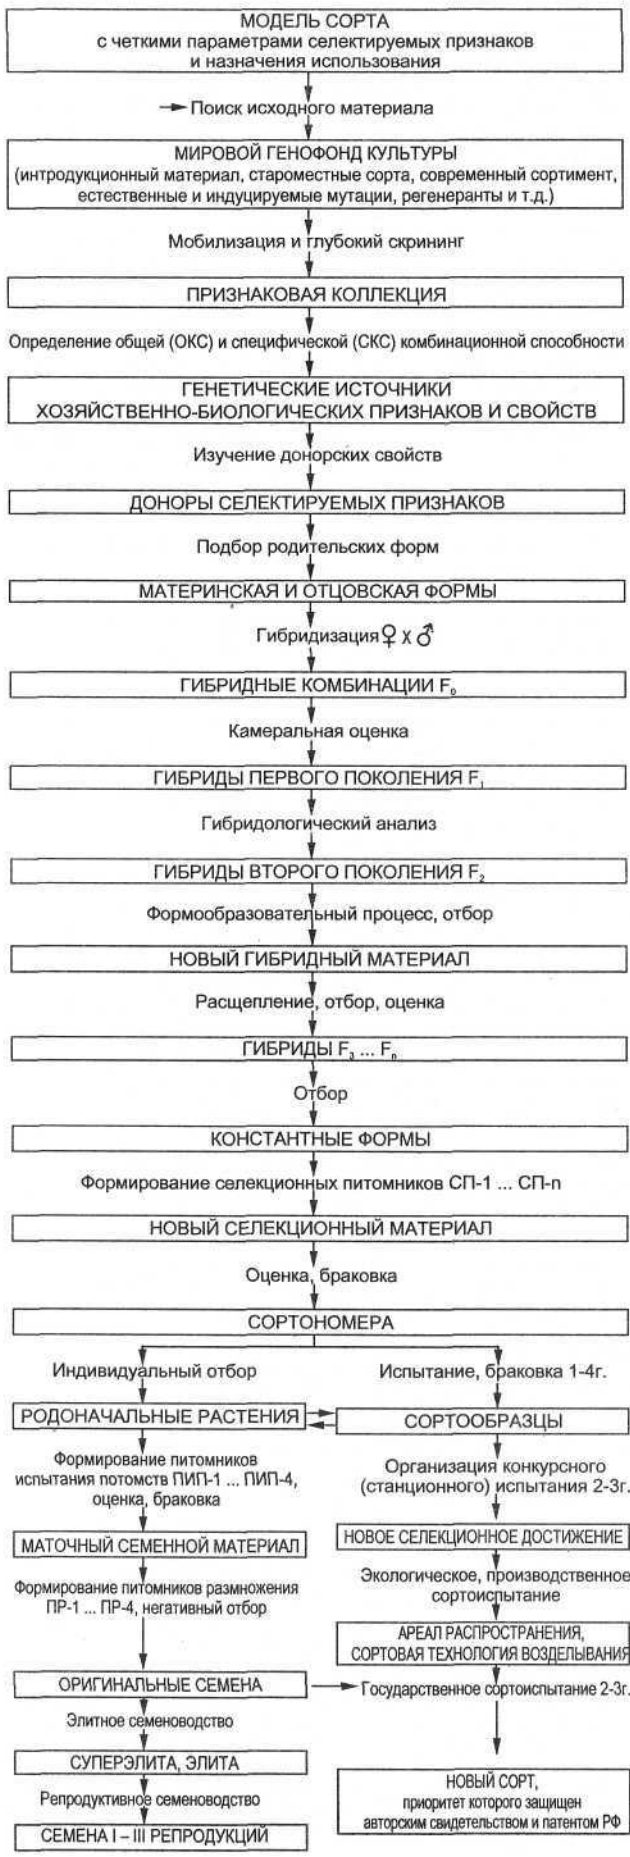 МОДЕЛЬ СОРТА
с четкими параметрами селектируемых признаков
и назначения использования
Поиск исходного материала
МИРОВОЙ ГЕНОФОНД КУЛЬТУРЫ
(интродукционный материал, староместные сорта, современный сортимент,
естественные и индуцируемые мутации, регенеранты и т.д.)
Мобилизация и глубокий скрининг
ПРИЗНАКОВАЯ КОЛЛЕКЦИЯ
Определение общей (ОКС) и специфической (СКС) комбинационной способности
ГЕНЕТИЧЕСКИЕ ИСТОЧНИКИ
ХОЗЯЙСТВЕННО-БИОЛОГИЧЕСКИХ ПРИЗНАКОВ И СВОЙСТВ
Изучение донорских свойств
ДОНОРЫ СЕЛЕКТИРУЕМЫХ ПРИЗНАКОВ
Подбор родительских форм
МАТЕРИНСКАЯ И ОТЦОВСКАЯ ФОРМЫ
Гибридизация ♀ х ♂
ГИБРИДНЫЕ КОМБИНАЦИИ F₀
Камеральная оценка
ГИБРИДЫ ПЕРВОГО ПОКОЛЕНИЯ F₁
Гибридологический анализ
ГИБРИДЫ ВТОРОГО ПОКОЛЕНИЯ F₂
Формообразовательный процесс, отбор
НОВЫЙ ГИБРИДНЫЙ МАТЕРИАЛ
Расщепление, отбор, оценка
ГИБРИДЫ F₃ ... Fₙ
Отбор
КОНСТАНТНЫЕ ФОРМЫ
Формирование селекционных питомников СП-1 ... СП-n
НОВЫЙ СЕЛЕКЦИОННЫЙ МАТЕРИАЛ
Оценка, браковка
СОРТОНОМЕРА
Индивидуальный отбор
РОДОНАЧАЛЬНЫЕ РАСТЕНИЯ
Формирование питомников
испытания потомств ПИП-1 ... ПИП-4,
оценка, браковка
МАТОЧНЫЙ СЕМЕННОЙ МАТЕРИАЛ
Формирование питомников размножения
ПР-1 ... ПР-4, негативный отбор
ОРИГИНАЛЬНЫЕ СЕМЕНА
Элитное семеноводство
СУПЕРЭЛИТА, ЭЛИТА
Репродуктивное семеноводство
СЕМЕНА I – III РЕПРОДУКЦИЙ
Испытание, браковка 1-4г.
СОРТООБРАЗЦЫ
Организация конкурсного
(станционного) испытания 2-3г.
НОВОЕ СЕЛЕКЦИОННОЕ ДОСТИЖЕНИЕ
Экологическое, производственное
сортоиспытание
АРЕАЛ РАСПРОСТРАНЕНИЯ,
СОРТОВАЯ ТЕХНОЛОГИЯ ВОЗДЕЛЫВАНИЯ
Государственное сортоиспытание 2-3г.
НОВЫЙ СОРТ,
приоритет которого защищен
авторским свидетельством и патентом РФ